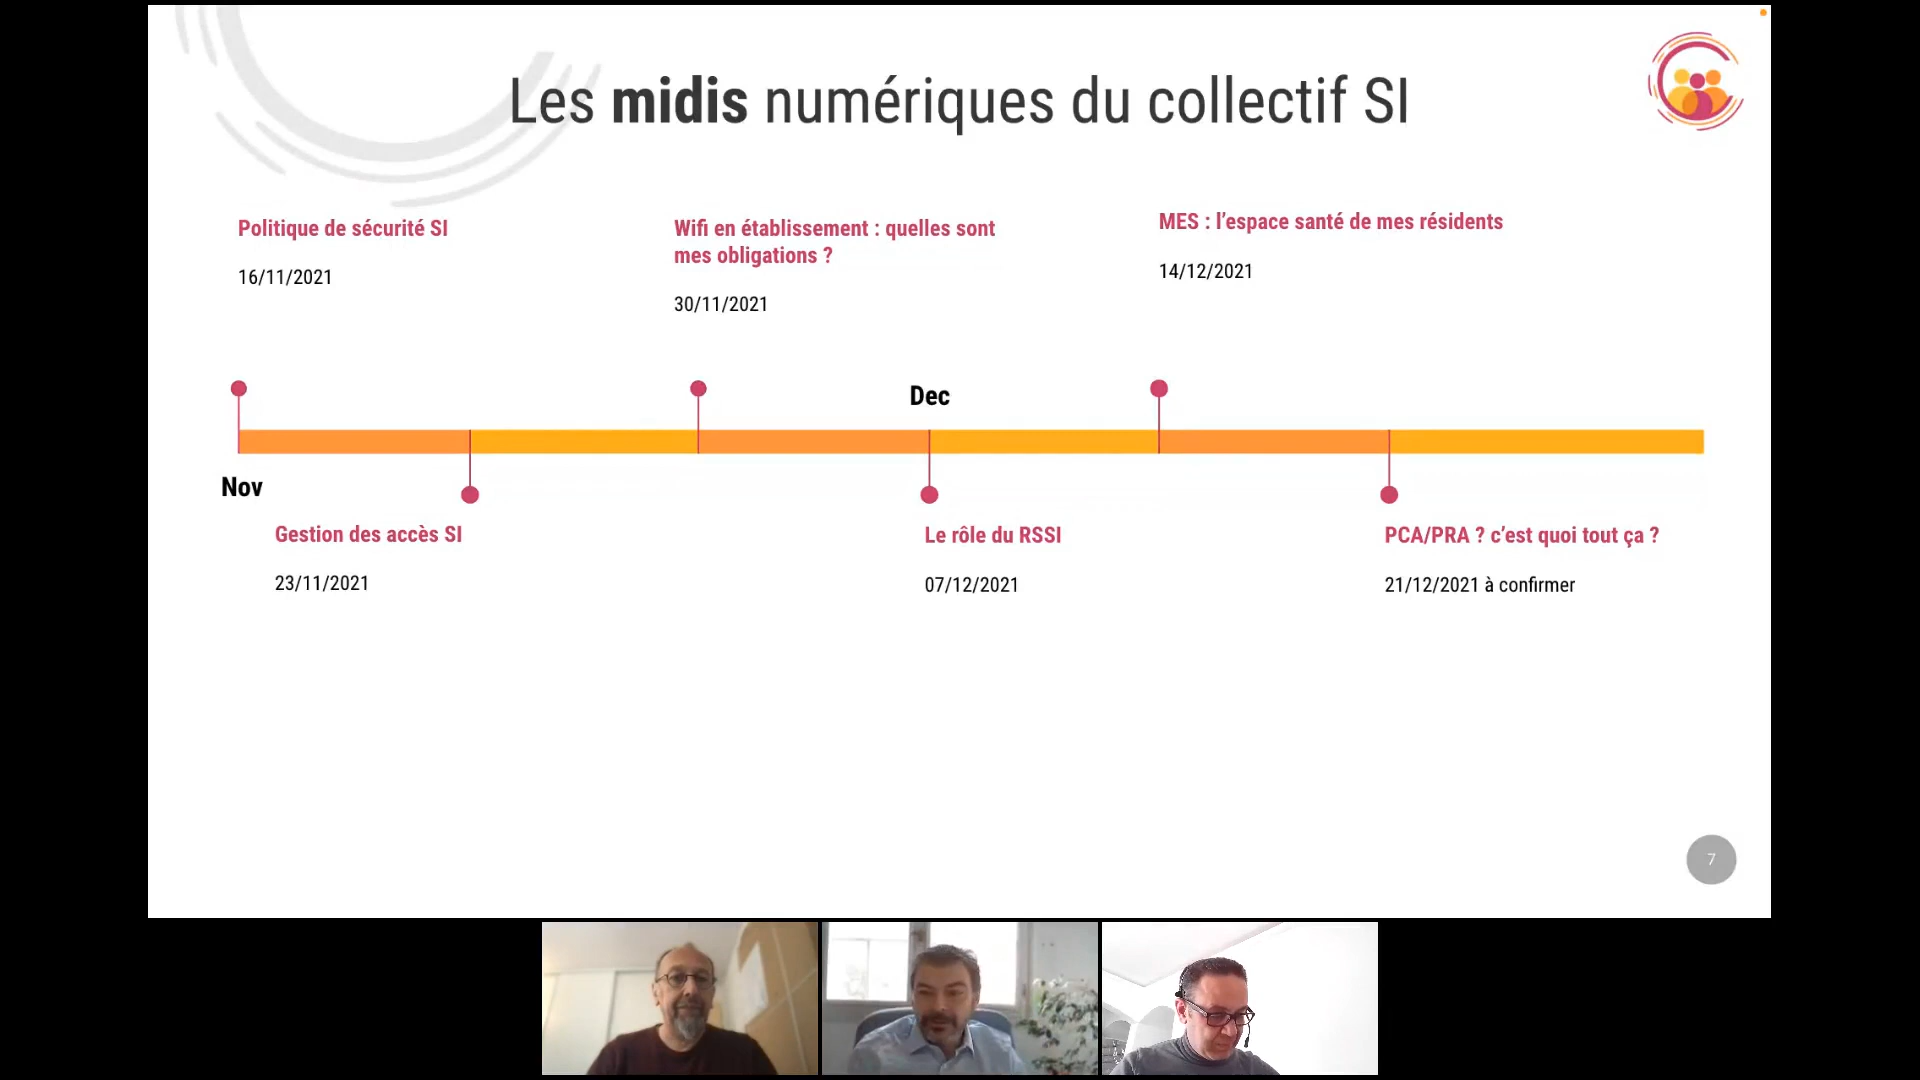 Les midis numériques du collectif SI
Politique de sécurité SI
16/11/2021
Wifi en établissement : quelles sont
mes obligations ?
30/11/2021
MES : l’espace santé de mes résidents
14/12/2021
Dec
Nov
Gestion des accès SI
23/11/2021
Le rôle du RSSI
07/12/2021
PCA/PRA ? c’est quoi tout ça ?
21/12/2021 à confirmer
7